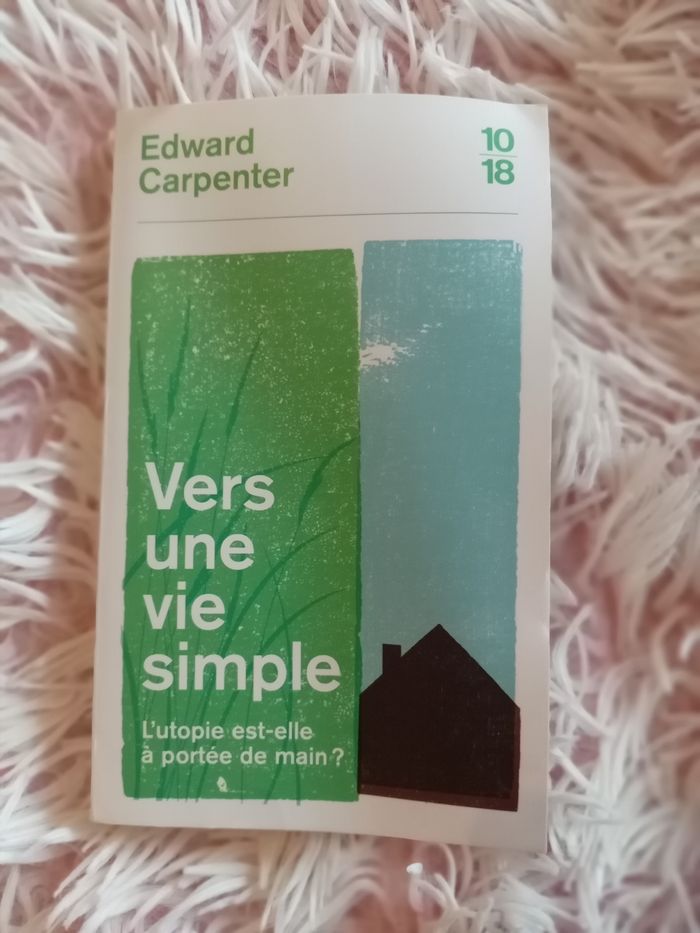 Edward
Carpenter
10
18
Vers
une
vie
simple
L'utopie est-elle
à portée de main ?